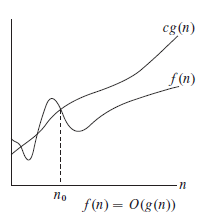 cg(n)
f(n)
n
n₀
f(n) = O(g(n))